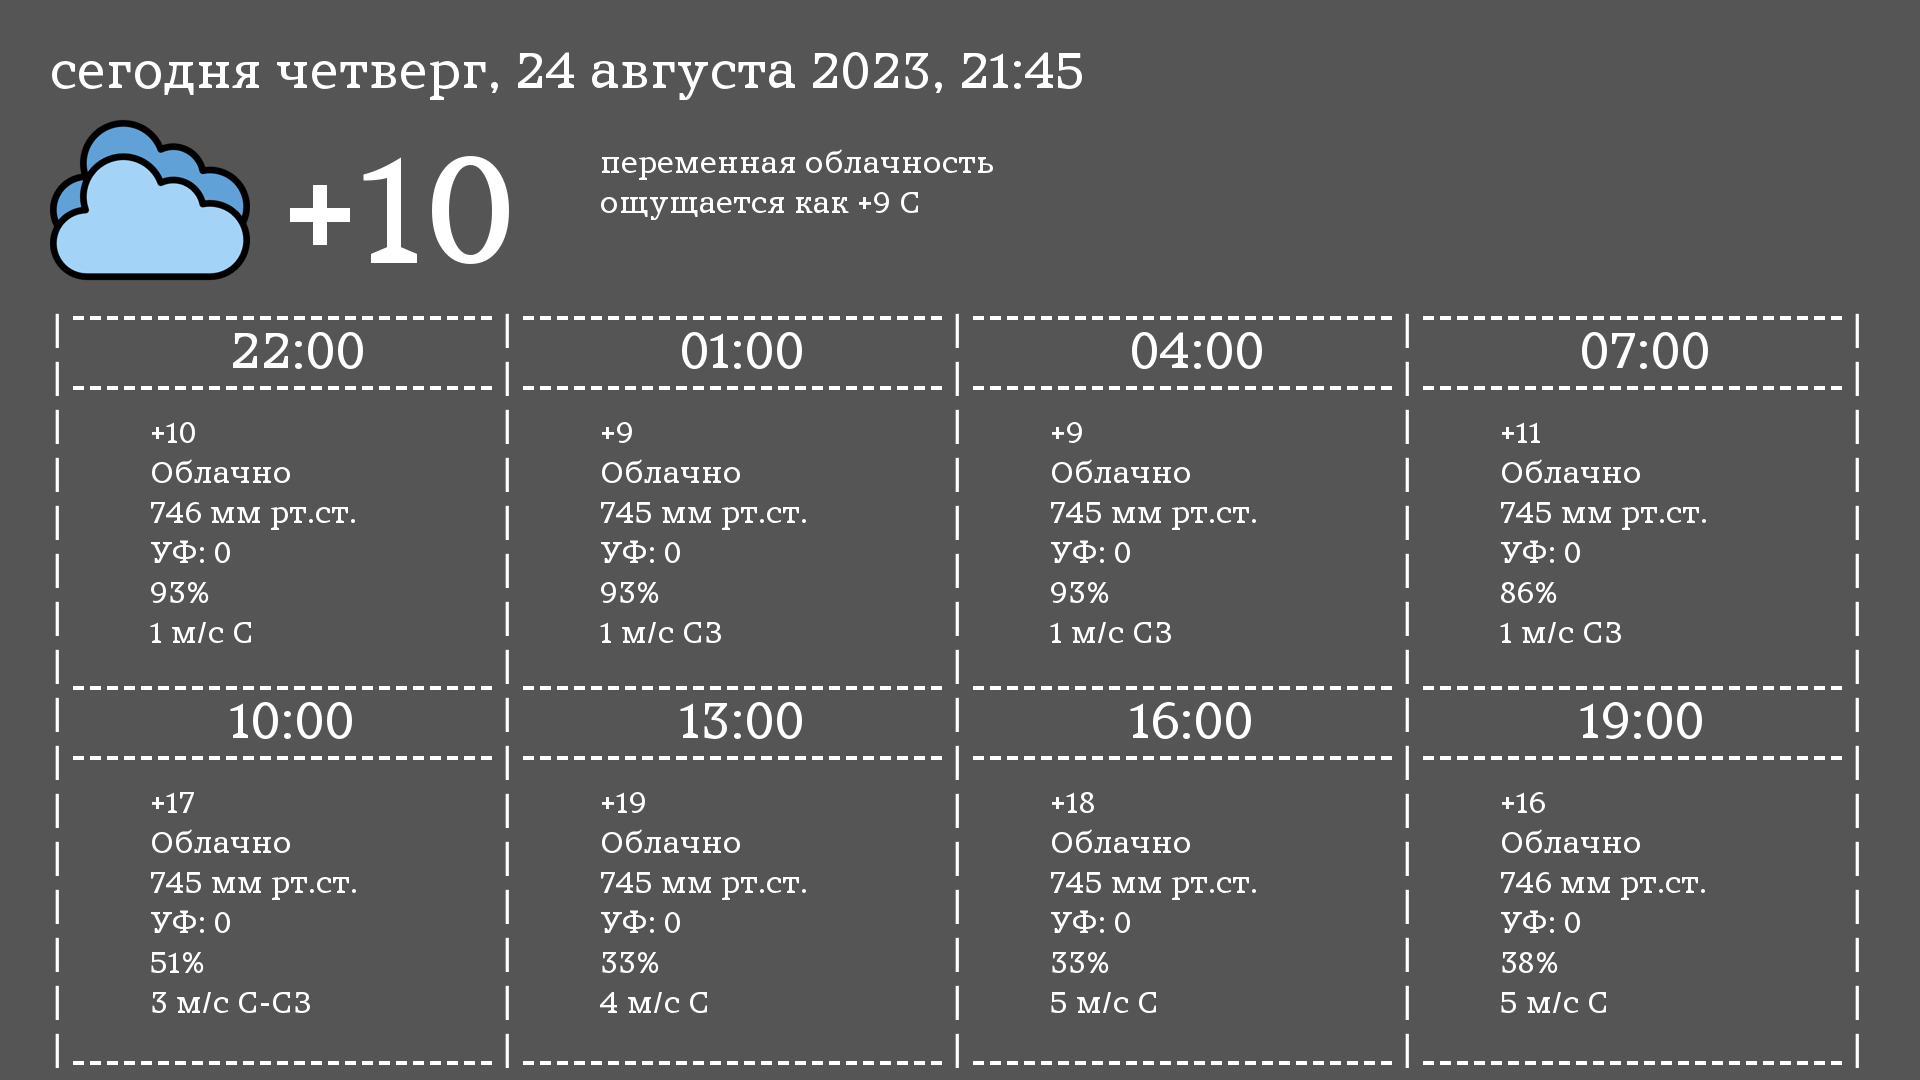 сегодня четверг, 24 августа 2023, 21:45
+10
переменная облачность
ощущается как +9 С
22:00
01:00
04:00
07:00
+10
Облачно
746 мм рт.ст.
УФ: 0
93%
1 м/с С
+9
Облачно
745 мм рт.ст.
УФ: 0
93%
1 м/с СЗ
+9
Облачно
745 мм рт.ст.
УФ: 0
93%
1 м/с СЗ
+11
Облачно
745 мм рт.ст.
УФ: 0
86%
1 м/с СЗ
10:00
13:00
16:00
19:00
+17
Облачно
745 мм рт.ст.
УФ: 0
51%
3 м/с С-СЗ
+19
Облачно
745 мм рт.ст.
УФ: 0
33%
4 м/с С
+18
Облачно
745 мм рт.ст.
УФ: 0
33%
5 м/с С
+16
Облачно
746 мм рт.ст.
УФ: 0
38%
5 м/с С